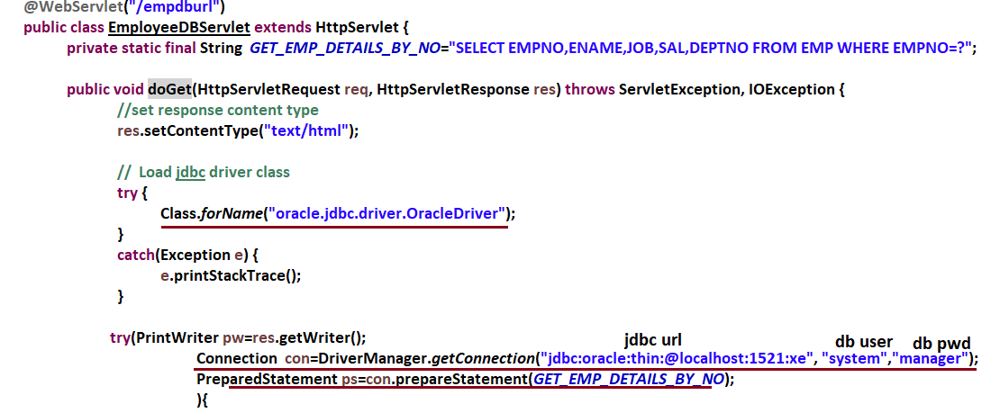 @WebServlet("/empdburl")
public class EmployeeDBServlet extends HttpServlet {
private static final String GET_EMP_DETAILS_BY_NO="SELECT EMPNO,ENAME,JOB,SAL,DEPTNO FROM EMP WHERE EMPNO=?";
public void doGet(HttpServletRequest req, HttpServletResponse res) throws ServletException, IOException {
//set response content type
res.setContentType("text/html");
// Load jdbc driver class
try {
Class.forName("oracle.jdbc.driver.OracleDriver");
}
catch(Exception e) {
e.printStackTrace();
}
jdbc url db user db pwd
try(PrintWriter pw=res.getWriter();
Connection con=DriverManager.getConnection("jdbc:oracle:thin:@localhost:1521:xe", "system","manager");
PreparedStatement ps=con.prepareStatement(GET_EMP_DETAILS_BY_NO);
){